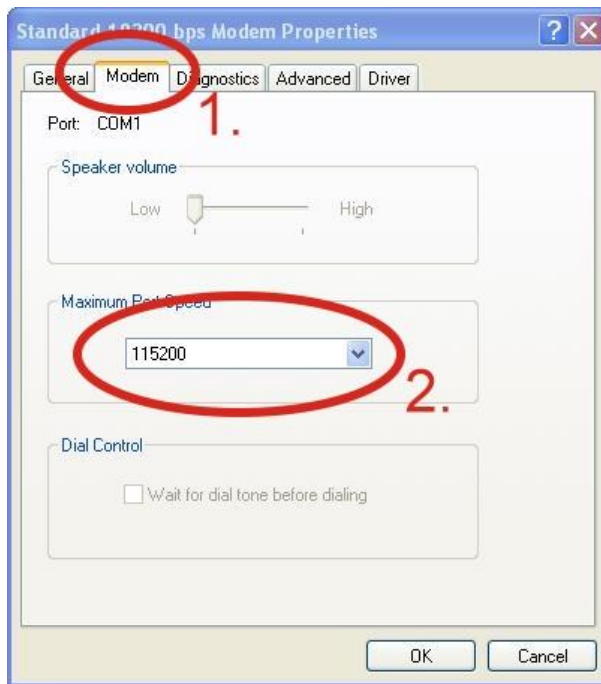 Standard 19200 bps Modem Properties
General Modem Diagnostics Advanced Driver
1.
Port: COM1
Speaker volume
Low High
Maximum Port Speed
115200
2.
Dial Control
Wait for dial tone before dialing
OK Cancel